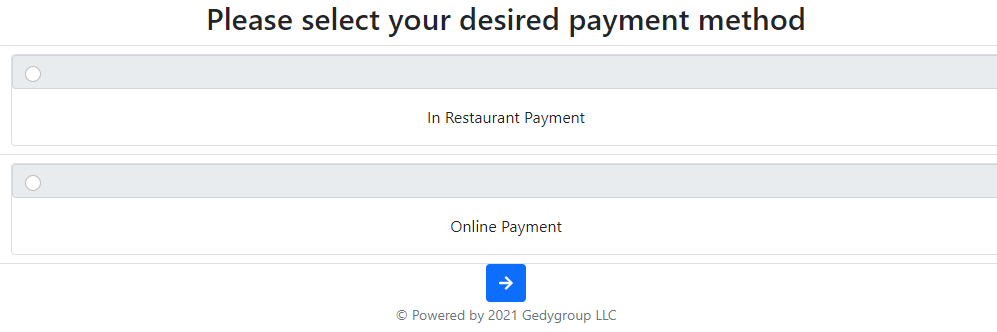 Please select your desired payment method
In Restaurant Payment
Online Payment
© Powered by 2021 Gedygroup LLC